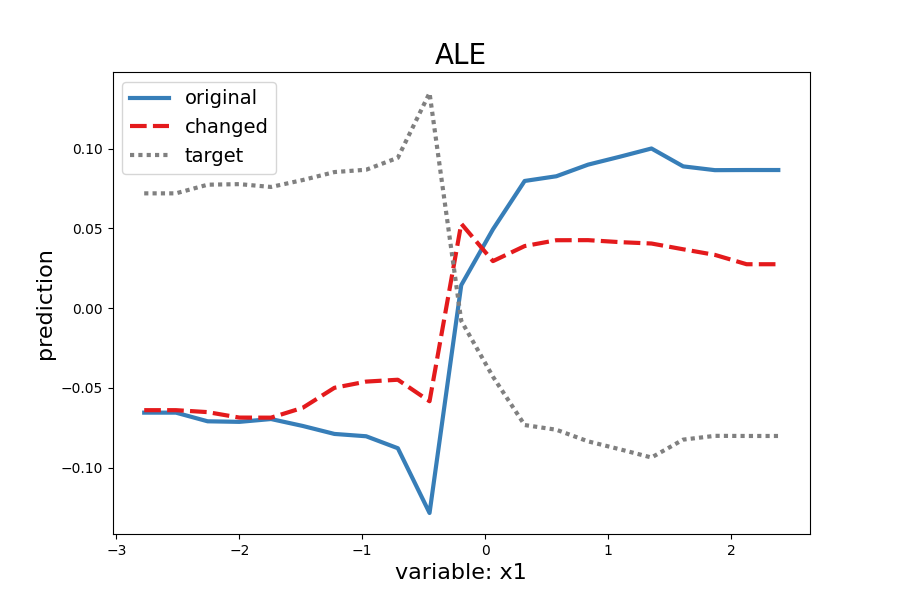 ALE
original
changed
target
prediction
0.10
0.05
0.00
−0.05
−0.10
−3
−2
−1
0
1
2
variable: x1